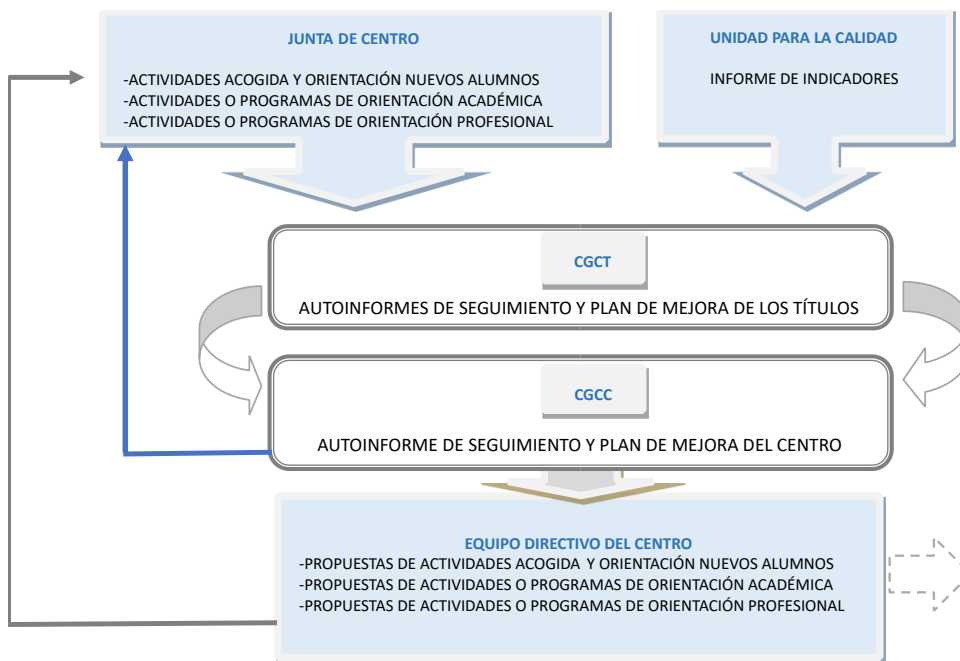 JUNTA DE CENTRO
-ACTIVIDADES ACOGIDA Y ORIENTACIÓN NUEVOS ALUMNOS
-ACTIVIDADES O PROGRAMAS DE ORIENTACIÓN ACADÉMICA
-ACTIVIDADES O PROGRAMAS DE ORIENTACIÓN PROFESIONAL
UNIDAD PARA LA CALIDAD
INFORME DE INDICADORES
CGCT
AUTOINFORMES DE SEGUIMIENTO Y PLAN DE MEJORA DE LOS TÍTULOS
CGCC
AUTOINFORME DE SEGUIMIENTO Y PLAN DE MEJORA DEL CENTRO
EQUIPO DIRECTIVO DEL CENTRO
-PROPUESTAS DE ACTIVIDADES ACOGIDA Y ORIENTACIÓN NUEVOS ALUMNOS
-PROPUESTAS DE ACTIVIDADES O PROGRAMAS DE ORIENTACIÓN ACADÉMICA
-PROPUESTAS DE ACTIVIDADES O PROGRAMAS DE ORIENTACIÓN PROFESIONAL